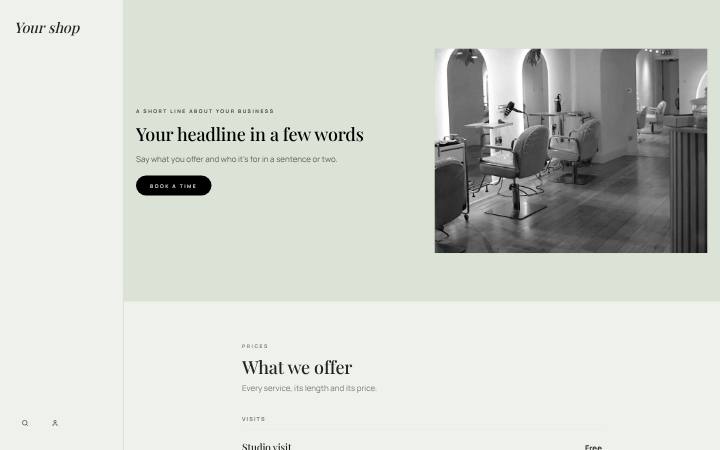 Your shop
A SHORT LINE ABOUT YOUR BUSINESS
Your headline in a few words
Say what you offer and who it's for in a sentence or two.
BOOK A TIME
PRICES
What we offer
Every service, its length and its price.
VISITS
Studio visit
Free